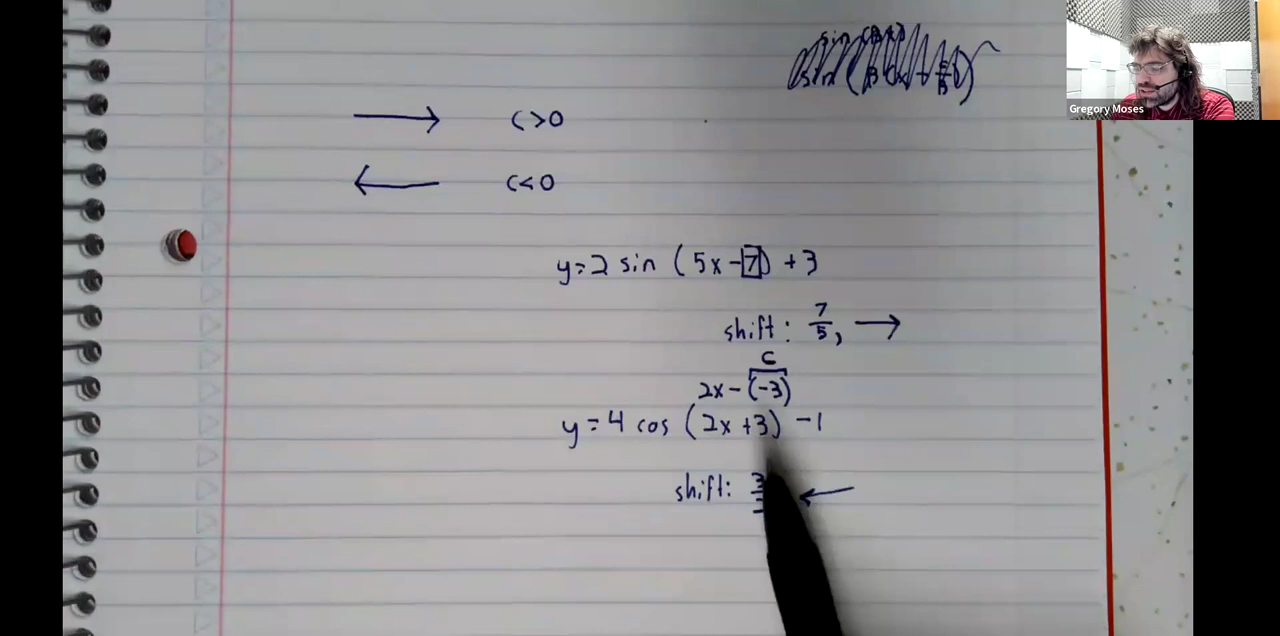 Gregory Moses
→ C>0
← C<0
y=2 sin (5x-7)+3
shift: 7/5, →
C
2x-(-3)
y=4 cos (2x+3)-1
shift: 3/ ←